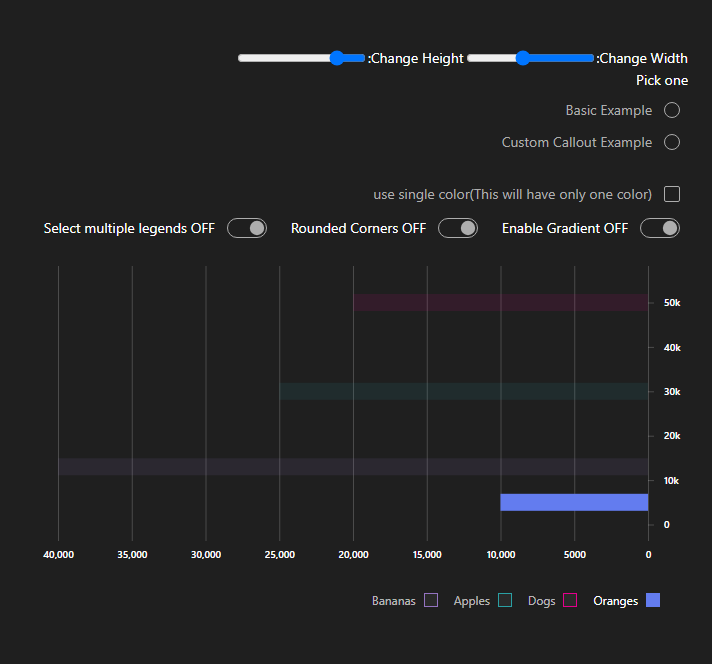 :Change Height :Change Width
Pick one
Basic Example
Custom Callout Example
use single color(This will have only one color)
Select multiple legends OFF Rounded Corners OFF Enable Gradient OFF
50k
40k
30k
20k
10k
0
40,000 35,000 30,000 25,000 20,000 15,000 10,000 5000 0
Bananas Apples Dogs Oranges